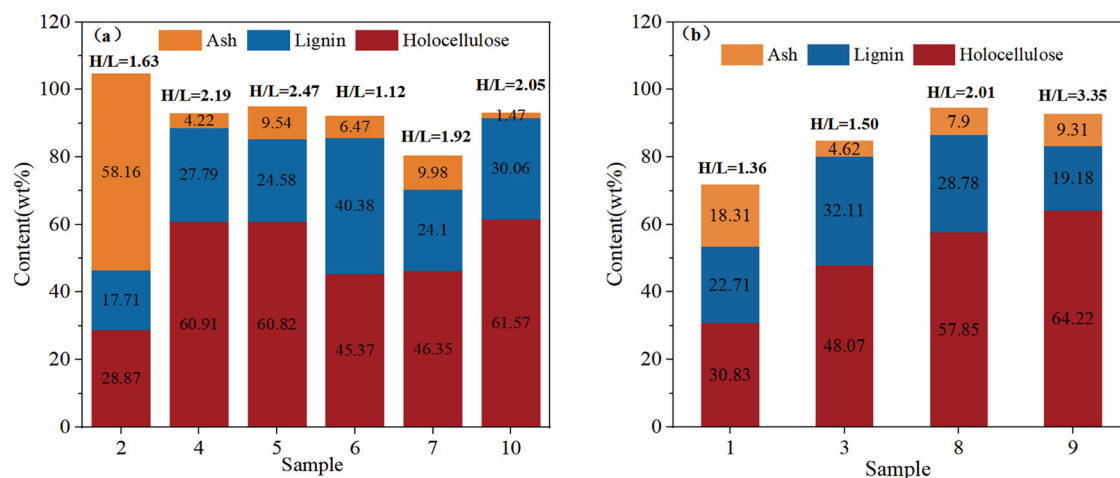 (a)
Ash Lignin Holocellulose
H/L=1.63
H/L=2.19
H/L=2.47
H/L=1.12
H/L=1.92
H/L=2.05
58.16
17.71
28.87
4.22
27.79
60.91
9.54
24.58
60.82
6.47
40.38
45.37
9.98
24.1
46.35
1.47
30.06
61.57
120
100
80
60
40
20
0
Content(wt%)
2 4 5 6 7 10
Sample
(b)
Ash Lignin Holocellulose
H/L=1.36
H/L=1.50
H/L=2.01
H/L=3.35
18.31
22.71
30.83
4.62
32.11
48.07
7.9
28.78
57.85
9.31
19.18
64.22
120
100
80
60
40
20
0
Content(wt%)
1 3 8 9
Sample